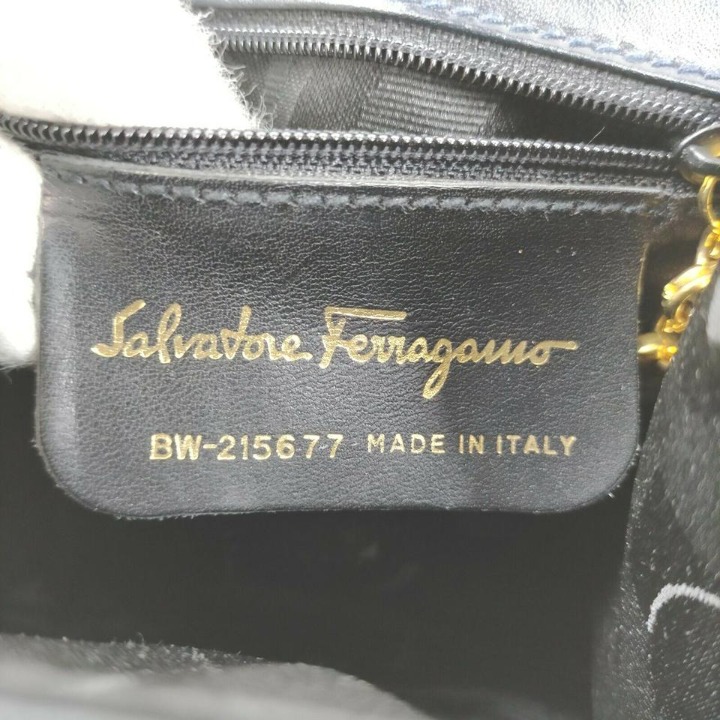 Salvatore Ferragamo
BW-215677 MADE IN ITALY